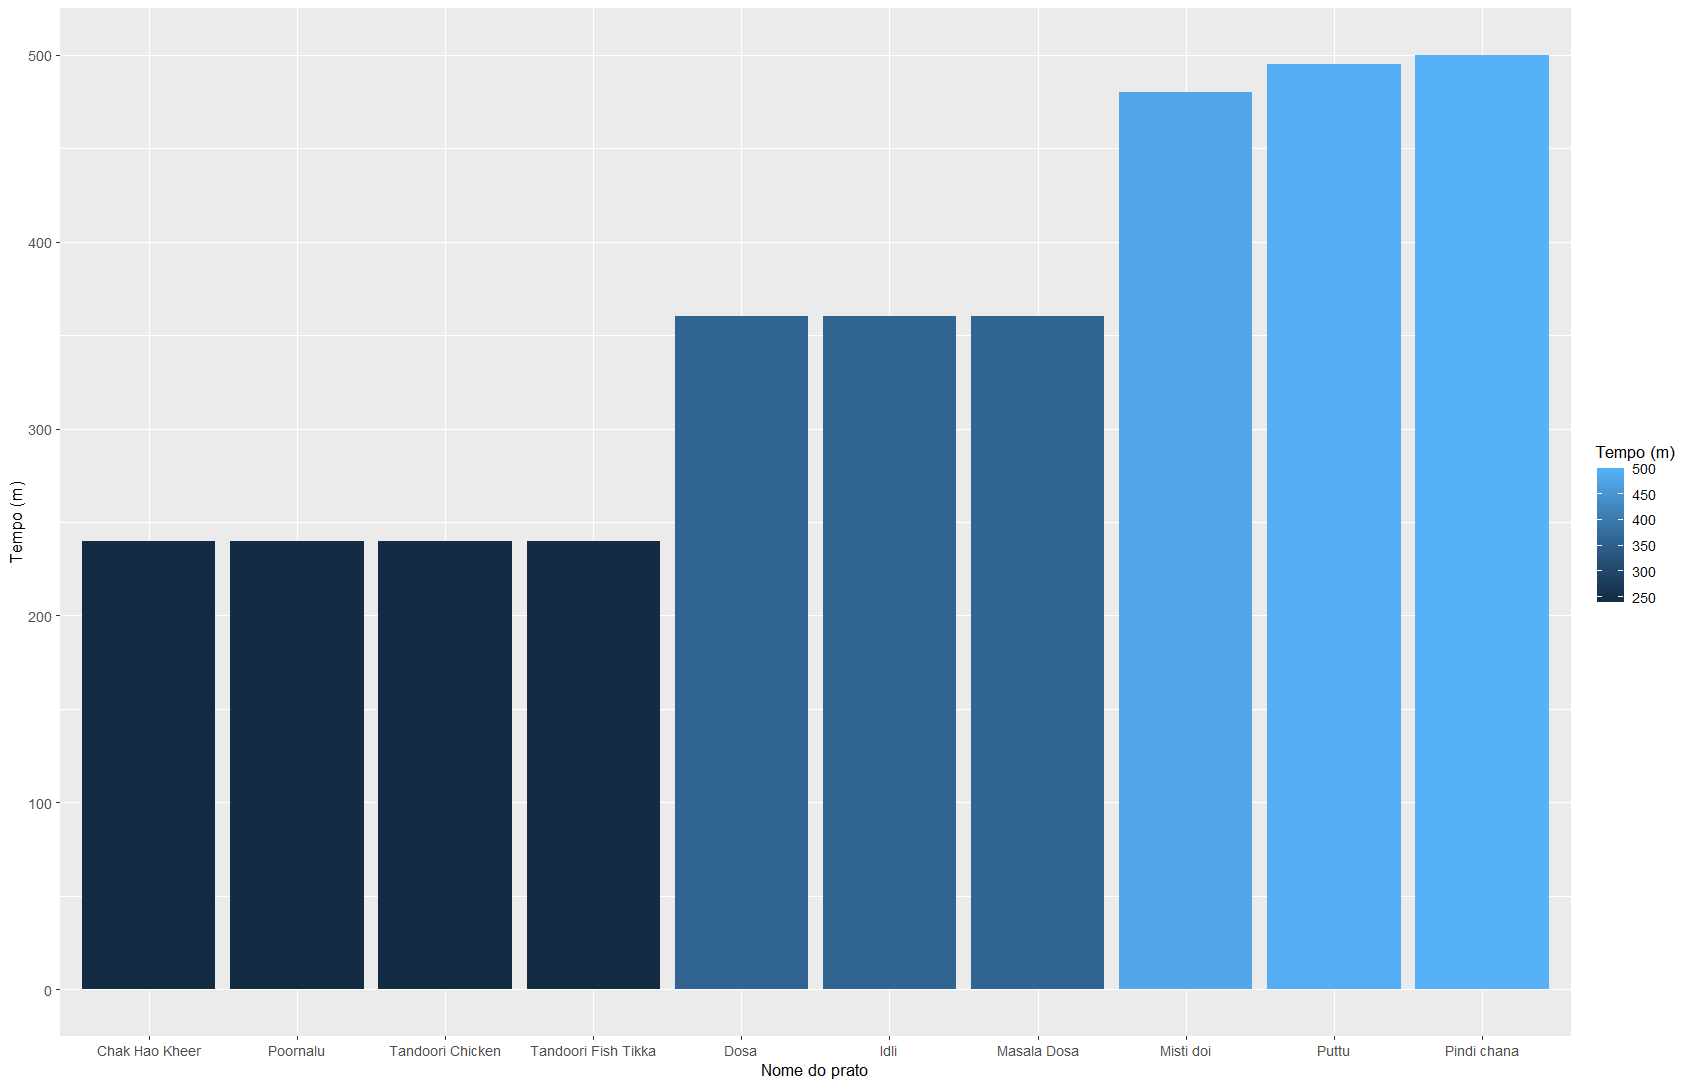 500
400
300
200
100
0
Tempo (m)
Chak Hao Kheer
Poornalu
Tandoori Chicken
Tandoori Fish Tikka
Dosa
Idli
Masala Dosa
Misti doi
Puttu
Pindi chana
Nome do prato
Tempo (m)
500
450
400
350
300
250